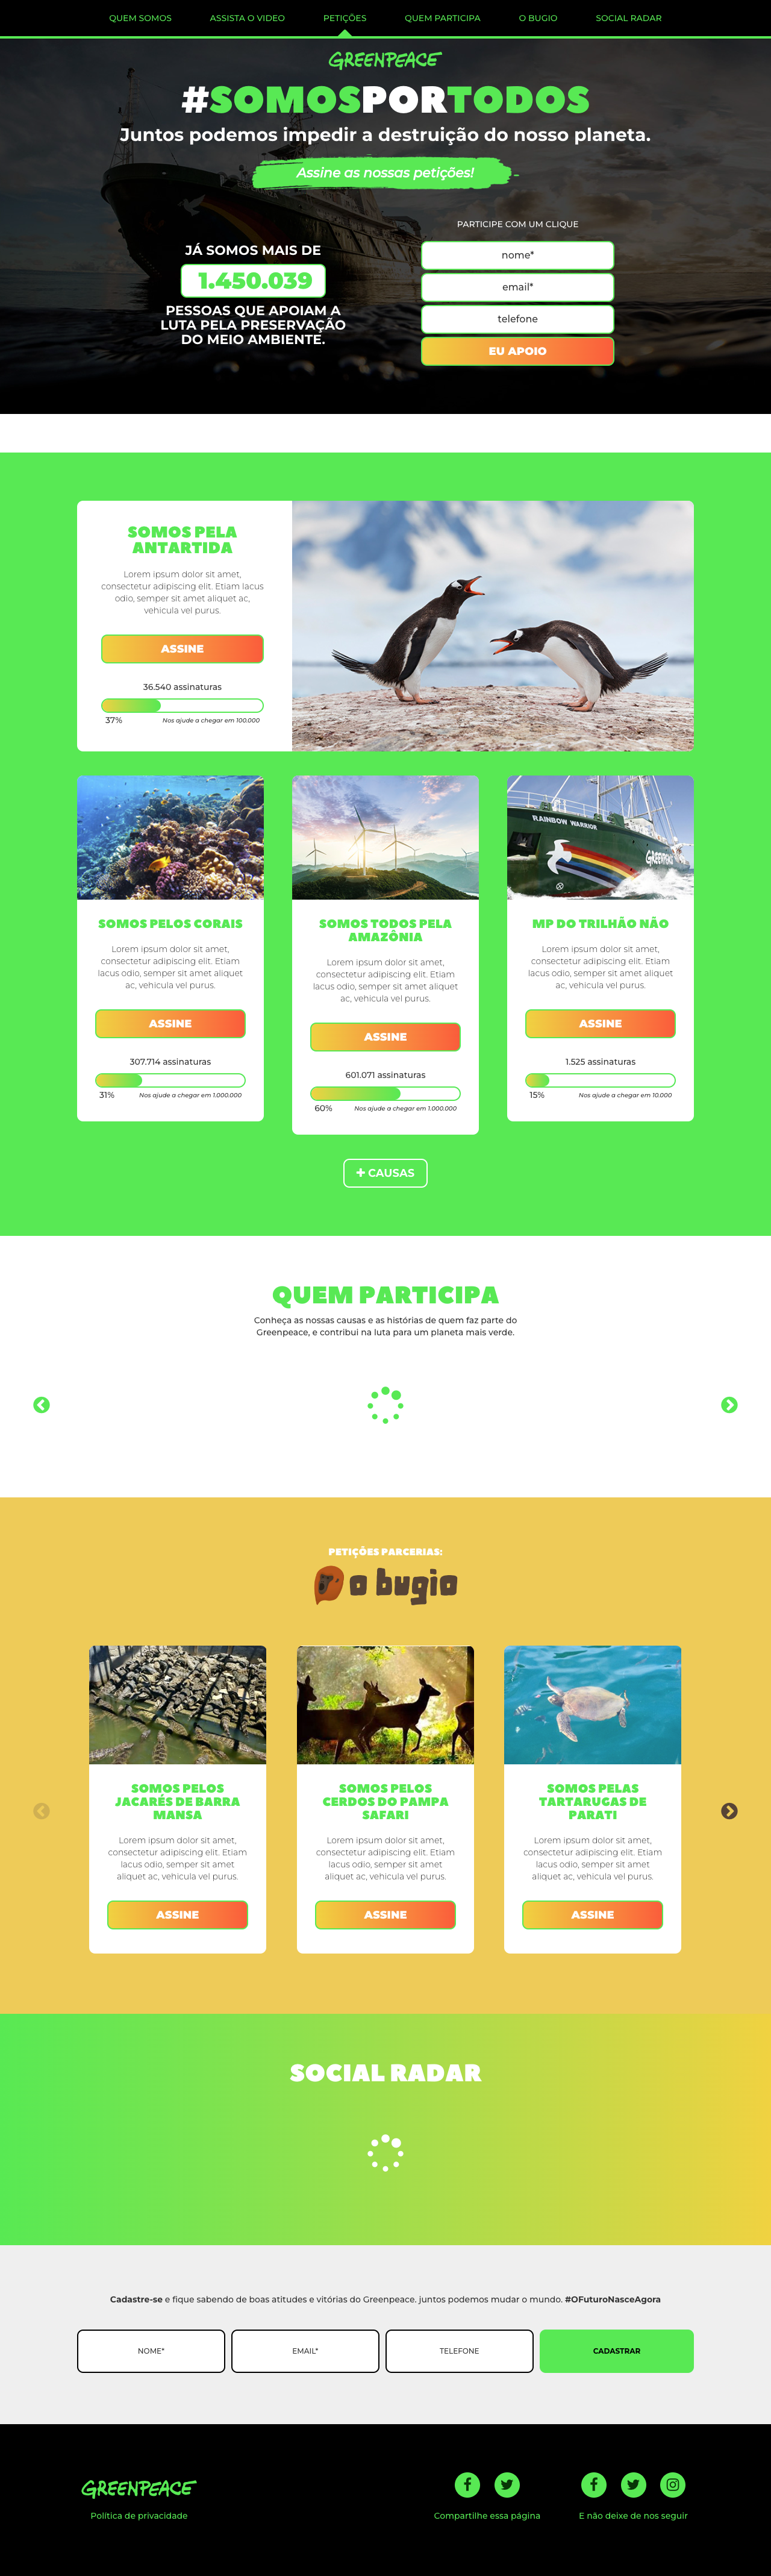 QUEM SOMOS
ASSISTA O VIDEO
PETIÇÕES
QUEM PARTICIPA
O BUGIO
SOCIAL RADAR
GREENPEACE
#SOMOSPORTODOS
Juntos podemos impedir a destruição do nosso planeta.
Assine as nossas petições!
JÁ SOMOS MAIS DE
1.450.039
PESSOAS QUE APOIAM A
LUTA PELA PRESERVAÇÃO
DO MEIO AMBIENTE.
PARTICIPE COM UM CLIQUE
nome*
email*
telefone
EU APOIO
SOMOS PELA
ANTARTIDA
Lorem ipsum dolor sit amet,
consectetur adipiscing elit. Etiam lacus
odio, semper sit amet aliquet ac,
vehicula vel purus.
ASSINE
36.540 assinaturas
37%
Nos ajude a chegar em 100.000
RAINBOW WARRIOR
GREENPEACE
SOMOS PELOS CORAIS
Lorem ipsum dolor sit amet,
consectetur adipiscing elit. Etiam
lacus odio, semper sit amet aliquet
ac, vehicula vel purus.
ASSINE
307.714 assinaturas
31%
Nos ajude a chegar em 1.000.000
SOMOS TODOS PELA
AMAZÔNIA
Lorem ipsum dolor sit amet,
consectetur adipiscing elit. Etiam
lacus odio, semper sit amet aliquet
ac, vehicula vel purus.
ASSINE
601.071 assinaturas
60%
Nos ajude a chegar em 1.000.000
MP DO TRILHÃO NÃO
Lorem ipsum dolor sit amet,
consectetur adipiscing elit. Etiam
lacus odio, semper sit amet aliquet
ac, vehicula vel purus.
ASSINE
1.525 assinaturas
15%
Nos ajude a chegar em 10.000
+ CAUSAS
QUEM PARTICIPA
Conheça as nossas causas e as histórias de quem faz parte do
Greenpeace, e contribui na luta para um planeta mais verde.
PETIÇÕES PARCERIAS:
o bugio
SOMOS PELOS
JACARÉS DE BARRA
MANSA
Lorem ipsum dolor sit amet,
consectetur adipiscing elit. Etiam
lacus odio, semper sit amet
aliquet ac, vehicula vel purus.
ASSINE
SOMOS PELOS
CERDOS DO PAMPA
SAFARI
Lorem ipsum dolor sit amet,
consectetur adipiscing elit. Etiam
lacus odio, semper sit amet
aliquet ac, vehicula vel purus.
ASSINE
SOMOS PELAS
TARTARUGAS DE
PARATI
Lorem ipsum dolor sit amet,
consectetur adipiscing elit. Etiam
lacus odio, semper sit amet
aliquet ac, vehicula vel purus.
ASSINE
SOCIAL RADAR
Cadastre-se e fique sabendo de boas atitudes e vitórias do Greenpeace. juntos podemos mudar o mundo. #OFuturoNasceAgora
NOME*
EMAIL*
TELEFONE
CADASTRAR
GREENPEACE
Política de privacidade
Compartilhe essa página
E não deixe de nos seguir